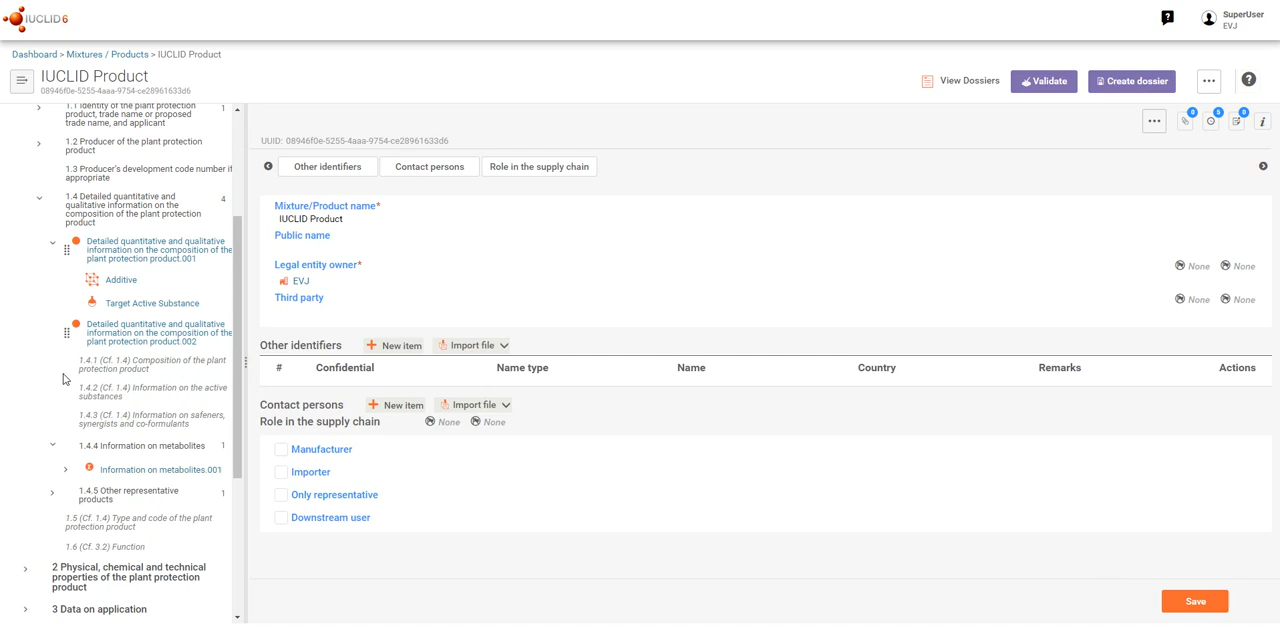 IUCLID 6
SuperUser
EVJ
Dashboard > Mixtures / Products > IUCLID Product
IUCLID Product
08946f0e-5255-4aaa-9754-ce28961633d6
View Dossiers
Validate
Create dossier
1.1 Identity of the plant protection
product, trade name or proposed
trade name, and applicant
1
1.2 Producer of the plant protection
product
1.3 Producer's development code number if
appropriate
1.4 Detailed quantitative and
qualitative information on the
composition of the plant protection
product
4
Detailed quantitative and qualitative
information on the composition of the
plant protection product.001
Additive
Target Active Substance
Detailed quantitative and qualitative
information on the composition of the
plant protection product.002
1.4.1 (Cf. 1.4) Composition of the plant
protection product
1.4.2 (Cf. 1.4) Information on the active
substances
1.4.3 (Cf. 1.4) Information on safeners,
synergists and co-formulants
1.4.4 Information on metabolites
1
Information on metabolites.001
1.4.5 Other representative
products
1
1.5 (Cf. 1.4) Type and code of the plant
protection product
1.6 (Cf. 3.2) Function
2 Physical, chemical and technical
properties of the plant protection
product
3 Data on application
0
5
0
UUID: 08946f0e-5255-4aaa-9754-ce28961633d6
Other identifiers
Contact persons
Role in the supply chain
Mixture/Product name*
IUCLID Product
Public name
Legal entity owner*
None
None
EVJ
Third party
None
None
Other identifiers
New item
Import file
# Confidential Name type Name Country Remarks Actions
Contact persons
New item
Import file
Role in the supply chain
None
None
Manufacturer
Importer
Only representative
Downstream user
Save